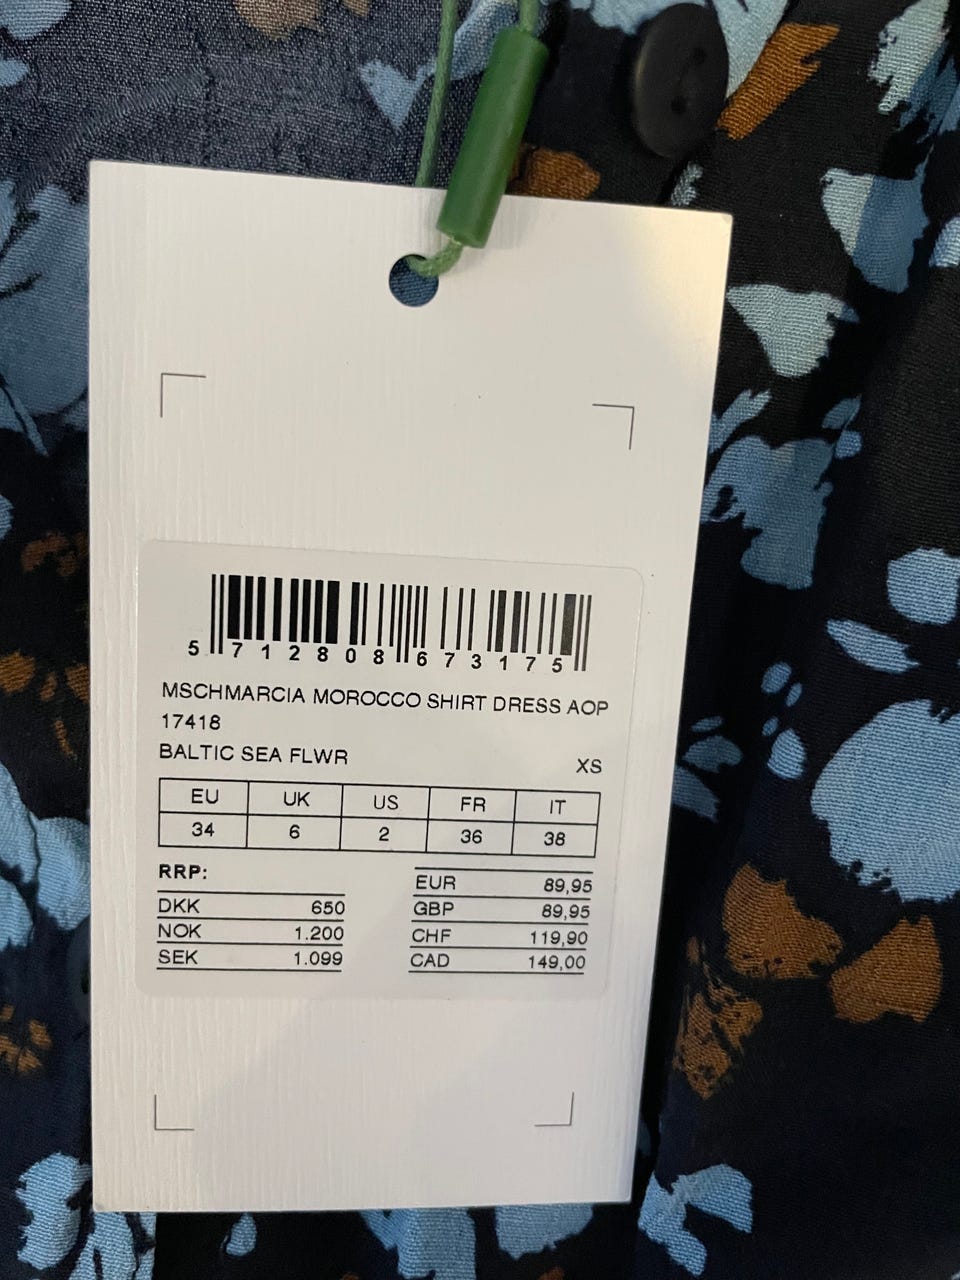 5 712808 673175
MSCHMARCIA MOROCCO SHIRT DRESS AOP
17418
BALTIC SEA FLWR XS
EU UK US FR IT
34 6 2 36 38
RRP:
DKK 650
NOK 1.200
SEK 1.099
EUR 89,95
GBP 89,95
CHF 119,90
CAD 149,00